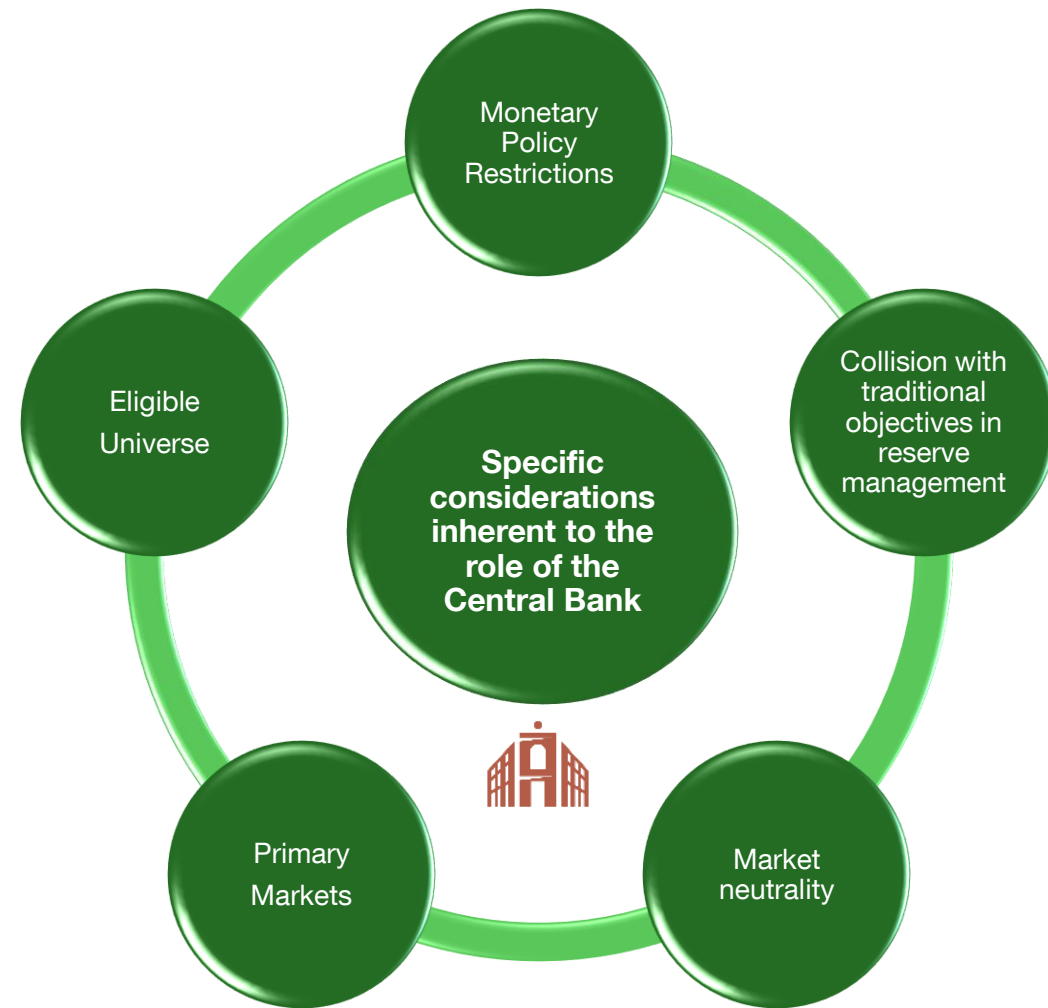 Monetary
Policy
Restrictions
Collision with
traditional
objectives in
reserve
management
Eligible
Universe
Specific
considerations
inherent to the
role of the
Central Bank
Primary
Markets
Market
neutrality